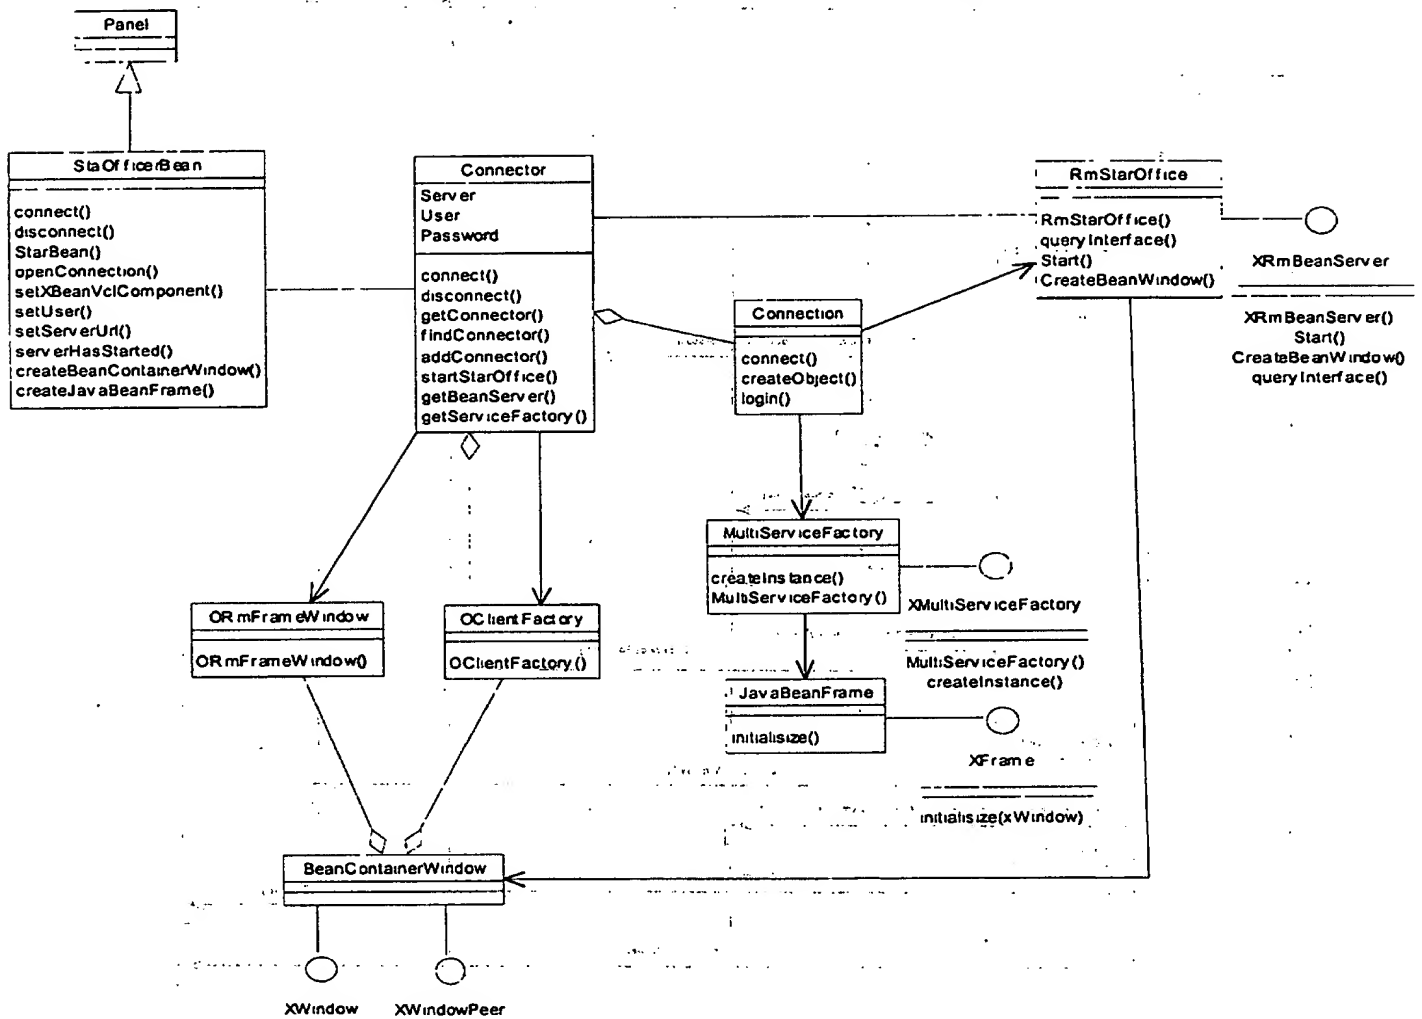 Panel
StaOfficerBean
connect()
disconnect()
StarBean()
openConnection()
setXBeanVclComponent()
setUser()
setServerUrl()
serverHasStarted()
createBeanContainerWindow()
createJavaBeanFrame()
Connector
Server
User
Password
connect()
disconnect()
getConnector()
findConnector()
addConnector()
startStarOffice()
getBeanServer()
getServiceFactory()
Connection
connect()
createObject()
login()
RmStarOffice
RmStarOffice()
queryInterface()
Start()
CreateBeanWindow()
XRmBeanServer
XRmBeanServer()
Start()
CreateBeanWindow()
queryInterface()
MultiServiceFactory
createInstance()
MultiServiceFactory()
XMultiServiceFactory
MultiServiceFactory()
createInstance()
ORmFrameWindow
ORmFrameWindow()
OClientFactory
OClientFactory()
JavaBeanFrame
initialisize()
XFrame
initialisize(xWindow)
BeanContainerWindow
XWindow
XWindowPeer